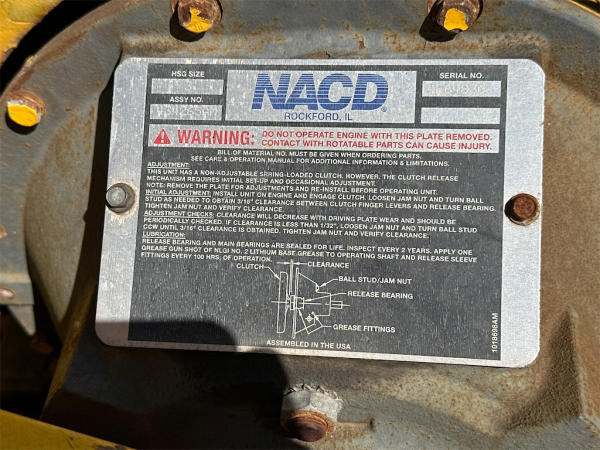 HSG SIZE
NACD
SERIAL NO.
ASSY NO.
ROCKFORD, IL
WARNING: DO NOT OPERATE ENGINE WITH THIS PLATE REMOVED.
CONTACT WITH ROTATABLE PARTS CAN CAUSE INJURY.
BILL OF MATERIAL NO. MUST BE GIVEN WHEN ORDERING PARTS.
SEE CARE & OPERATION MANUAL FOR ADDITIONAL INFORMATION & LIMITATIONS.
ADJUSTMENT:
THIS UNIT HAS A NON-ADJUSTABLE SPRING-LOADED CLUTCH. HOWEVER, THE CLUTCH RELEASE
MECHANISM REQUIRES INITIAL SET-UP AND OCCASIONAL ADJUSTMENT.
NOTE: REMOVE THE PLATE FOR ADJUSTMENTS AND RE-INSTALL BEFORE OPERATING UNIT.
INITIAL ADJUSTMENT: INSTALL UNIT ON ENGINE AND ENGAGE CLUTCH. LOOSEN JAM NUT AND TURN BALL
STUD AS NEEDED TO OBTAIN 3/16" CLEARANCE BETWEEN CLUTCH FINGER LEVERS AND RELEASE BEARING.
TIGHTEN JAM NUT AND VERIFY CLEARANCE.
ADJUSTMENT CHECKS: CLEARANCE WILL DECREASE WITH DRIVING PLATE WEAR AND SHOULD BE
PERIODICALLY CHECKED. IF CLEARANCE IS LESS THAN 1/32", LOOSEN JAM NUT AND TURN BALL STUD
CCW UNTIL 3/16" CLEARANCE IS OBTAINED. TIGHTEN JAM NUT AND VERIFY CLEARANCE.
LUBRICATION:
RELEASE BEARING AND MAIN BEARINGS ARE SEALED FOR LIFE. INSPECT EVERY 2 YEARS. APPLY ONE
GREASE GUN SHOT OF NLGI NO. 2 LITHIUM BASE GREASE TO OPERATING SHAFT AND RELEASE SLEEVE
FITTINGS EVERY 100 HRS. OF OPERATION.
CLEARANCE
CLUTCH
BALL STUD/JAM NUT
RELEASE BEARING
GREASE FITTINGS
ASSEMBLED IN THE USA
1018698AM